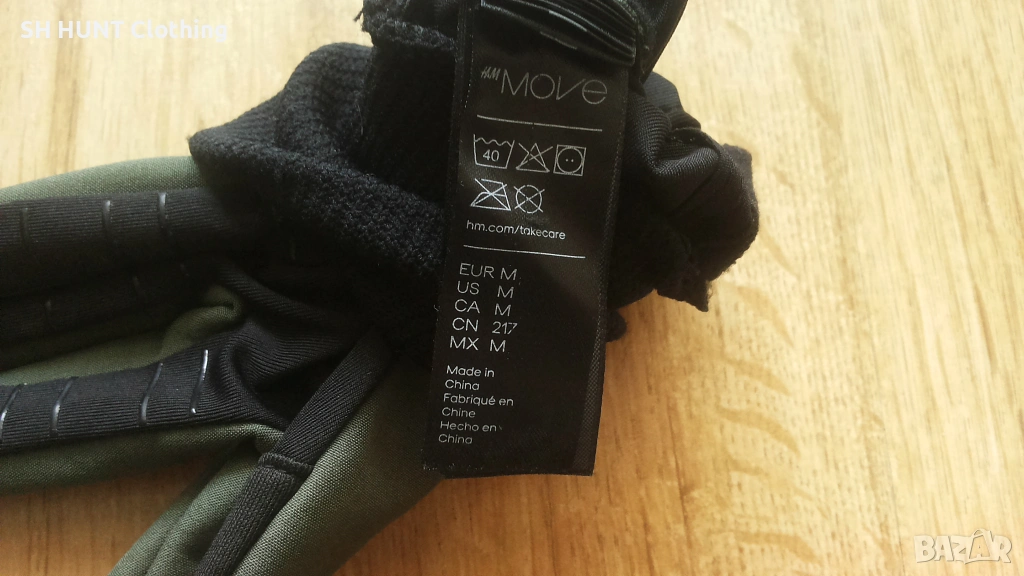 SH HUNT Clothing
H&M MOVE
40
hm.com/takecare
EUR M
US M
CA M
CN 217
MX M
Made in
China
Fabriqué en
Chine
Hecho en
China
BAZAR